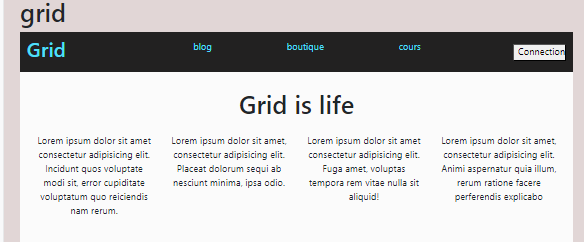 grid
Grid blog boutique cours Connection
Grid is life
Lorem ipsum dolor sit amet
consectetur adipisicing elit.
Incidunt quos voluptate
modi sit, error cupiditate
voluptatum quo reiciendis
nam rerum.
Lorem ipsum dolor sit amet,
consectetur adipisicing elit.
Placeat dolorum sequi ab
nesciunt minima, ipsa odio.
Lorem ipsum dolor sit amet,
consectetur adipisicing elit.
Fuga amet, voluptas
tempora rem vitae nulla sit
aliquid!
Lorem ipsum dolor sit amet,
consectetur adipisicing elit.
Animi aspernatur quia illum,
rerum ratione facere
perferendis explicabo